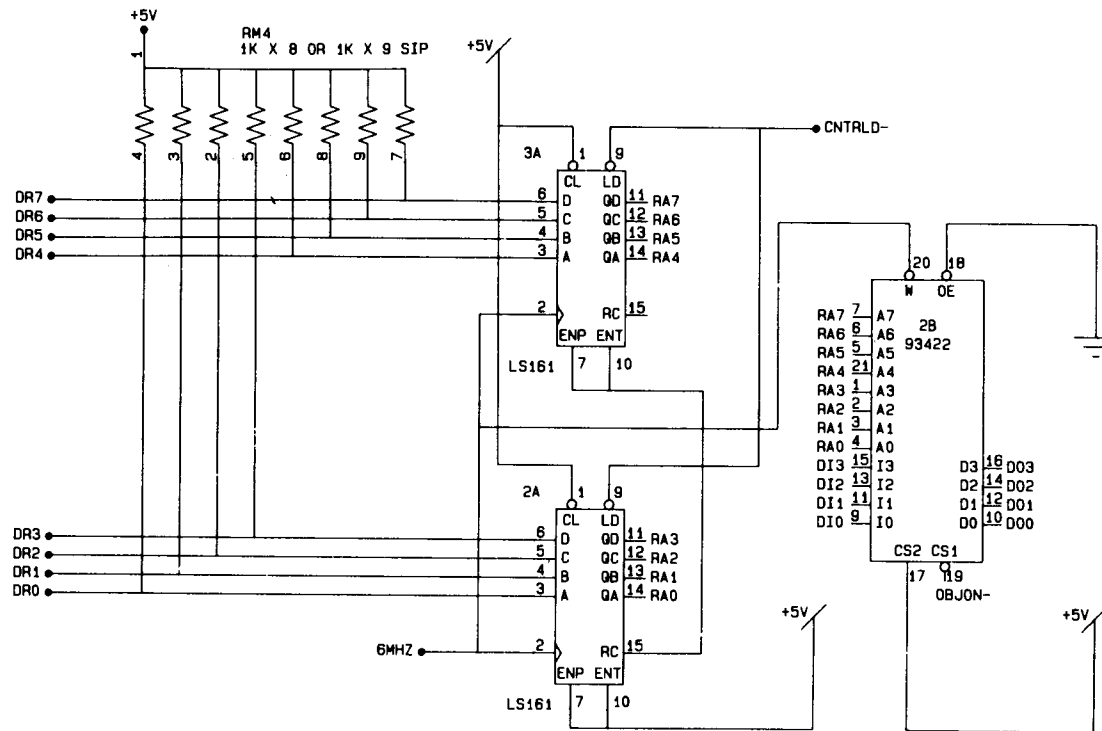 +5V
RM4
1K X 8 OR 1K X 9 SIP
+5V
1
4 3 2 5 6 8 9 7
CNTRLD-
3A 1 9
CL LD
DR7 6 D QD 11 RA7
DR6 5 C QC 12 RA6
DR5 4 B QB 13 RA5
DR4 3 A QA 14 RA4
2 RC 15
ENP ENT
LS161 7 10
20 18
W OE
2B
93422
RA7 7 A7
RA6 6 A6
RA5 5 A5
RA4 21 A4
RA3 1 A3
RA2 2 A2
RA1 3 A1
RA0 4 A0
DI3 15 I3 D3 16 DO3
DI2 13 I2 D2 14 DO2
DI1 11 I1 D1 12 DO1
DI0 9 I0 D0 10 DO0
CS2 CS1
17 19
OBJON-
2A 1 9
CL LD
DR3 6 D QD 11 RA3
DR2 5 C QC 12 RA2
DR1 4 B QB 13 RA1
DR0 3 A QA 14 RA0
6MHZ 2 RC 15
ENP ENT
LS161 7 10
+5V
+5V